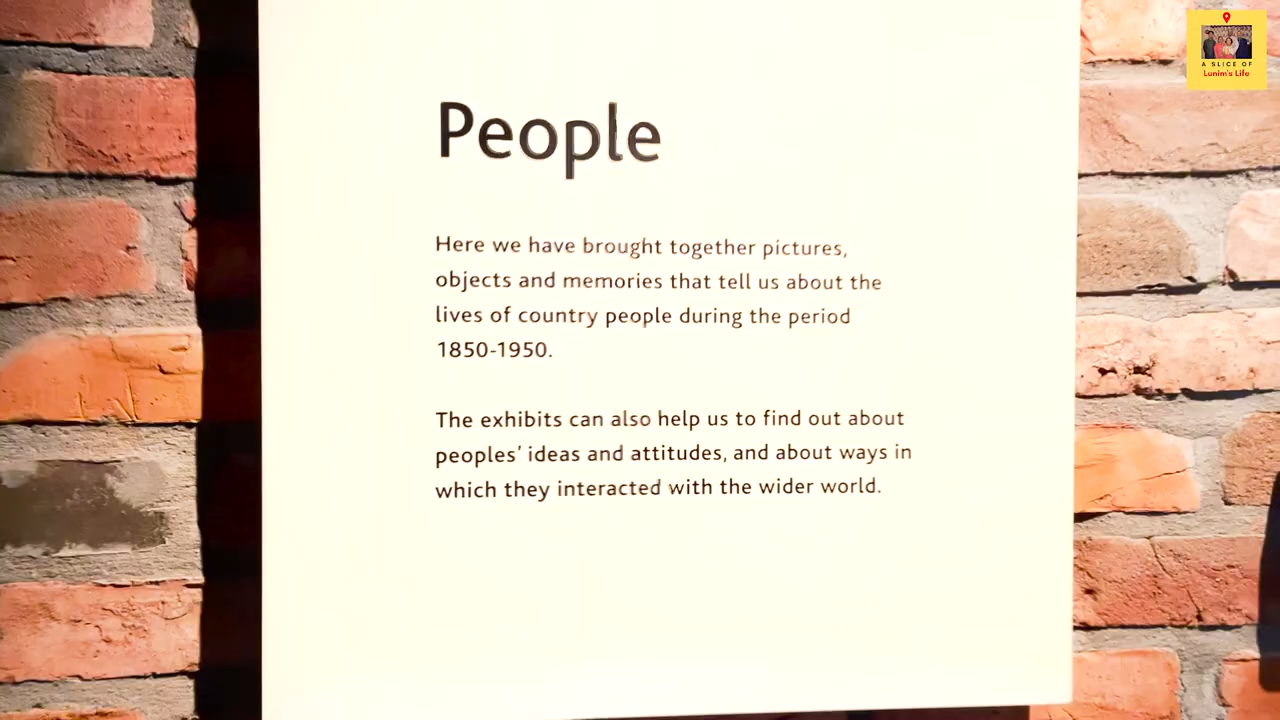 People
Here we have brought together pictures,
objects and memories that tell us about the
lives of country people during the period
1850-1950.
The exhibits can also help us to find out about
peoples' ideas and attitudes, and about ways in
which they interacted with the wider world.
A SLICE OF
Lunim's Life